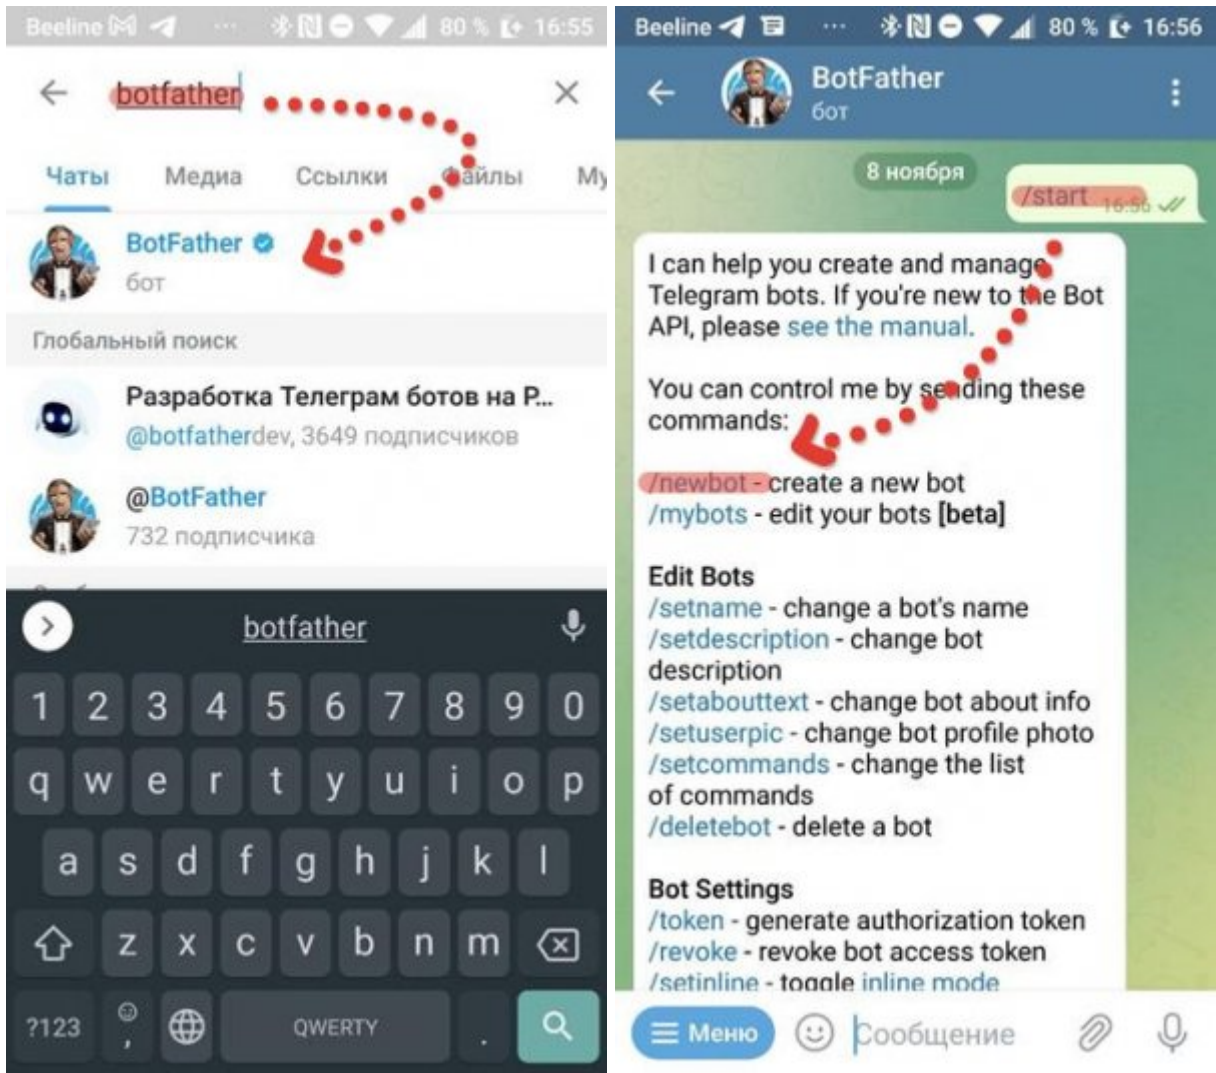 Beeline ... 80 % 16:55
botfather
Чаты Медиа Ссылки Файлы Му
BotFather
бот
Глобальный поиск
Разработка Телеграм ботов на P...
@botfatherdev, 3649 подписчиков
@BotFather
732 подписчика
botfather
1 2 3 4 5 6 7 8 9 0
q w e r t y u i o p
a s d f g h j k l
z x c v b n m
?123 , QWERTY .
Beeline ... 80 % 16:56
BotFather
бот
8 ноября
/start 16:56
I can help you create and manage
Telegram bots. If you're new to the Bot
API, please see the manual.
You can control me by sending these
commands:
/newbot - create a new bot
/mybots - edit your bots [beta]
Edit Bots
/setname - change a bot's name
/setdescription - change bot
description
/setabouttext - change bot about info
/setuserpic - change bot profile photo
/setcommands - change the list
of commands
/deletebot - delete a bot
Bot Settings
/token - generate authorization token
/revoke - revoke bot access token
/setinline - toggle inline mode
Меню Сообщение